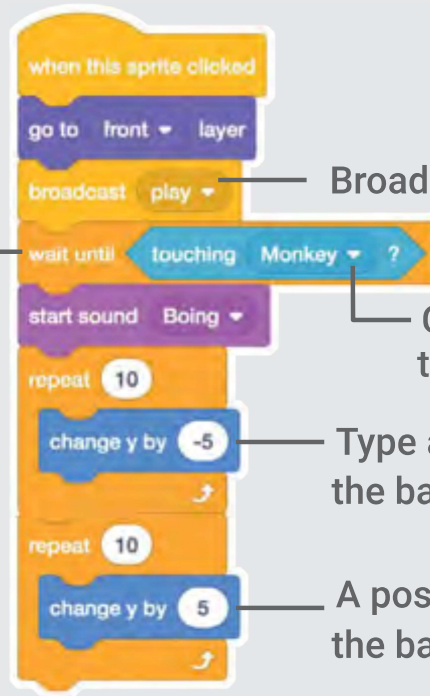 when this sprite clicked
go to front layer
broadcast play
Broad
wait until touching Monkey ?
start sound Boing
repeat 10
change y by -5
Type a
the ba
repeat 10
change y by 5
A pos
the ba